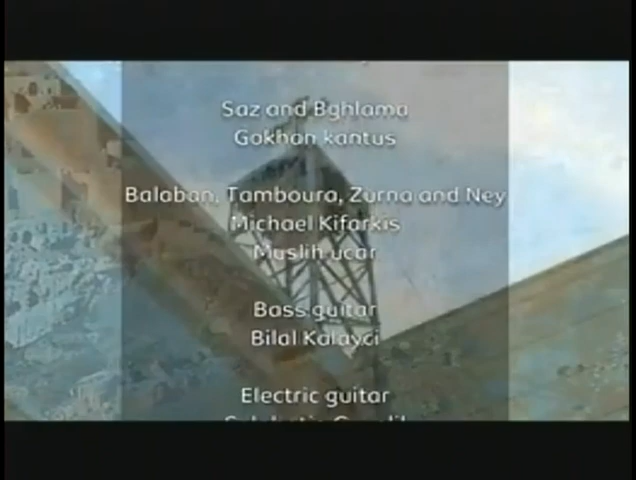 Saz and Bghlama
Gokhan kantus
Balaban, Tamboura, Zurna and Ney
Michael Kifarkis
Muslih ucar
Bass guitar
Bilal Kalayci
Electric guitar